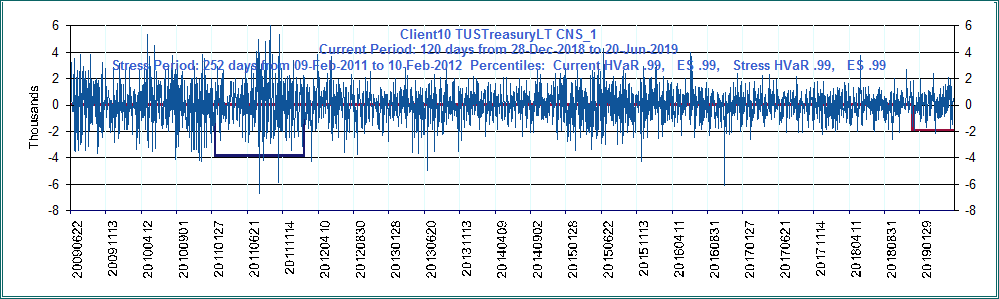 Client10 TUSTreasuryLT CNS_1
Current Period: 120 days from 28-Dec-2018 to 20-Jun-2019
Stress Period: 252 days from 09-Feb-2011 to 10-Feb-2012 Percentiles: Current HVaR .99, ES .99, Stress HVaR .99, ES .99
6 6
4 4
2 2
0 0
-2 -2
-4 -4
-6 -6
-8 -8
Thousands
20090622 20091113 20100412 20100901 20110127 20110621 20111114 20120410 20120830 20130128 20130620 20131113 20140409 20140902 20150128 20150622 20151113 20160411 20160831 20170127 20170621 20171114 20180411 20180831 20190129